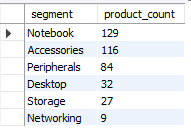 segment product_count
Notebook 129
Accessories 116
Peripherals 84
Desktop 32
Storage 27
Networking 9